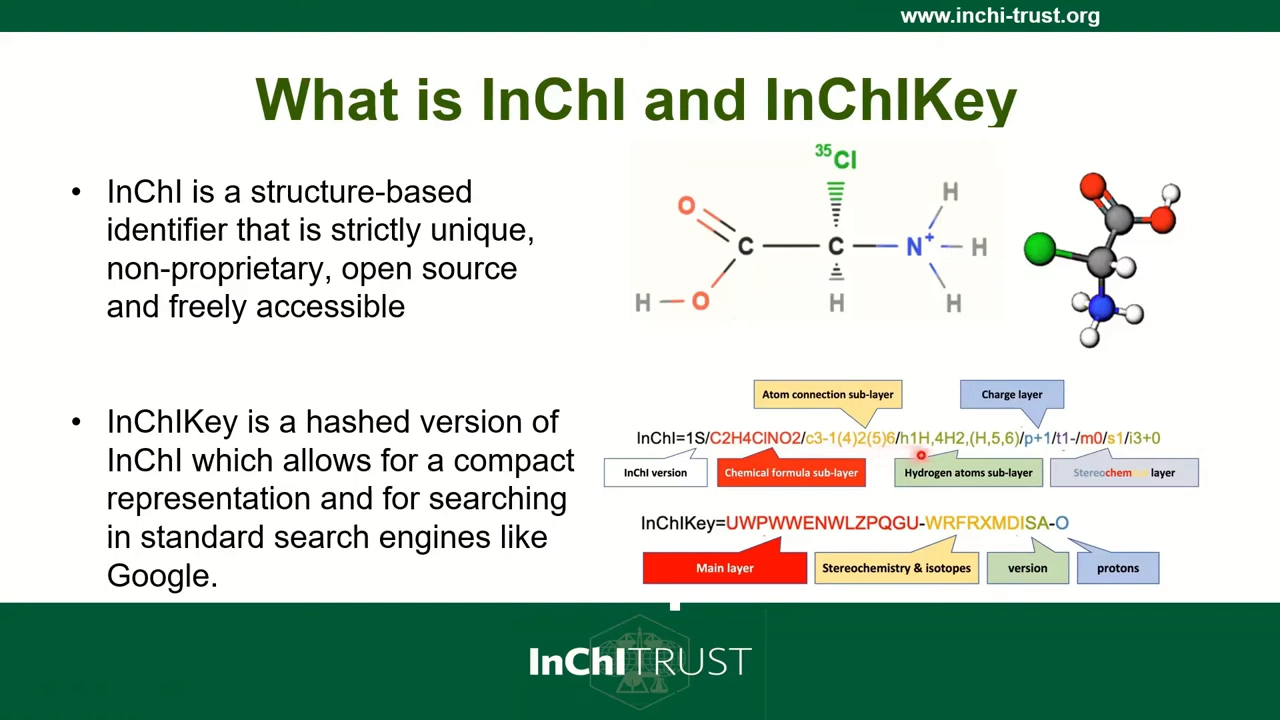 www.inchi-trust.org
What is InChI and InChIKey
• InChI is a structure-based
identifier that is strictly unique,
non-proprietary, open source
and freely accessible
• InChIKey is a hashed version of
InChI which allows for a compact
representation and for searching
in standard search engines like
Google.
35Cl
O
H
C
C
N+
H
H
O
H
H
Atom connection sub-layer
Charge layer
InChI=1S/C2H4ClNO2/c3-1(4)2(5)6/h1H,4H2,(H,5,6)/p+1/t1-/m0/s1/i3+0
InChI version
Chemical formula sub-layer
Hydrogen atoms sub-layer
Stereochemical layer
InChIKey=UWPWWENWLZPQGU-WRFRXMDISA-O
Main layer
Stereochemistry & isotopes
version
protons
InChITRUST